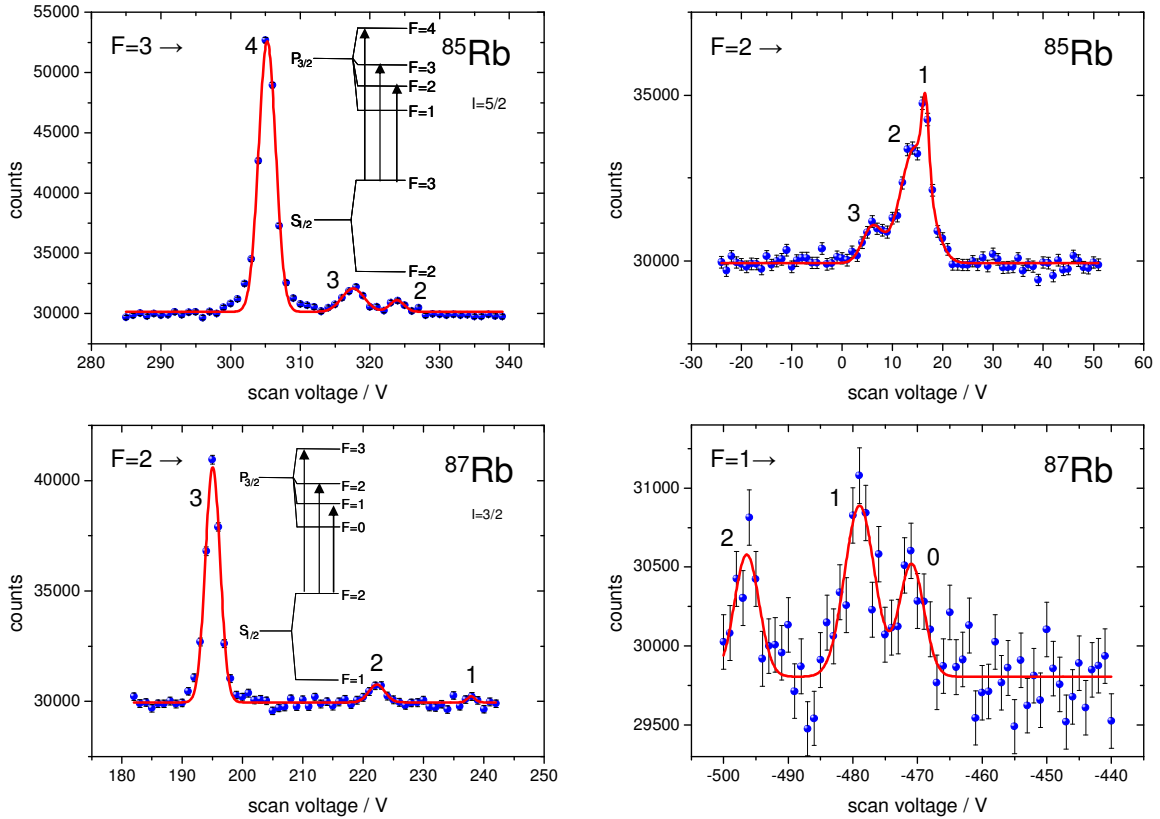 F=3 → ⁸⁵Rb
I=5/2
4
3
2
P3/2
F=4
F=3
F=2
F=1
S1/2
F=3
F=2
counts
55000
50000
45000
40000
35000
30000
280 290 300 310 320 330 340
scan voltage / V
F=2 → ⁸⁵Rb
1
2
3
counts
35000
30000
-30 -20 -10 0 10 20 30 40 50 60
scan voltage / V
F=2 → ⁸⁷Rb
I=3/2
3
2
1
P3/2
F=3
F=2
F=1
F=0
S1/2
F=2
F=1
counts
40000
35000
30000
180 190 200 210 220 230 240 250
scan voltage / V
F=1→ ⁸⁷Rb
2
1
0
counts
31000
30500
30000
29500
-500 -490 -480 -470 -460 -450 -440
scan voltage / V